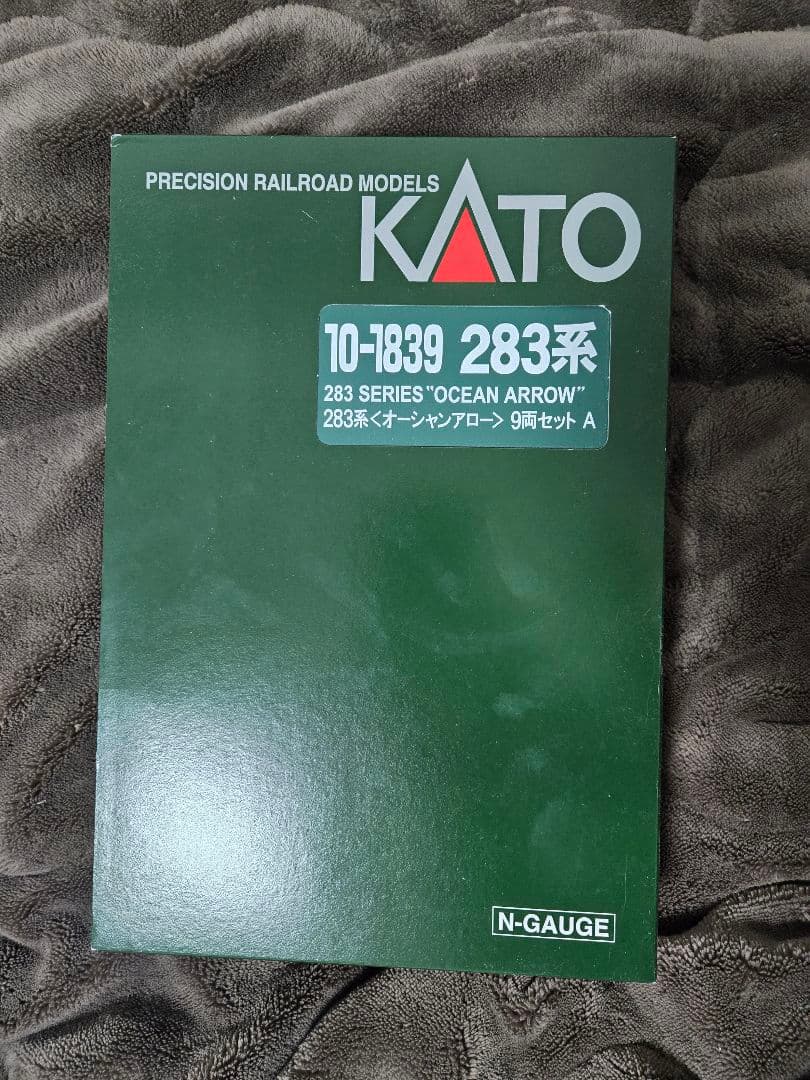 PRECISION RAILROAD MODELS
KATO
10-1839 283系
283 SERIES "OCEAN ARROW"
283系<オーシャンアロー> 9両セット A
N-GAUGE